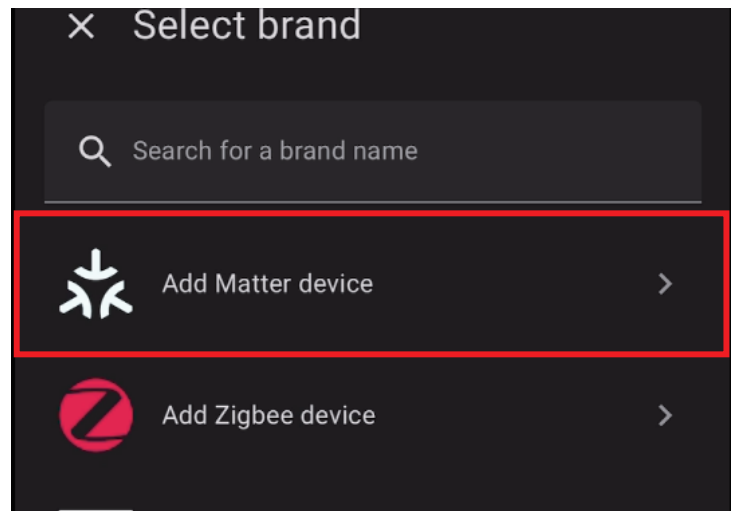 Select brand
Search for a brand name
Add Matter device
Add Zigbee device